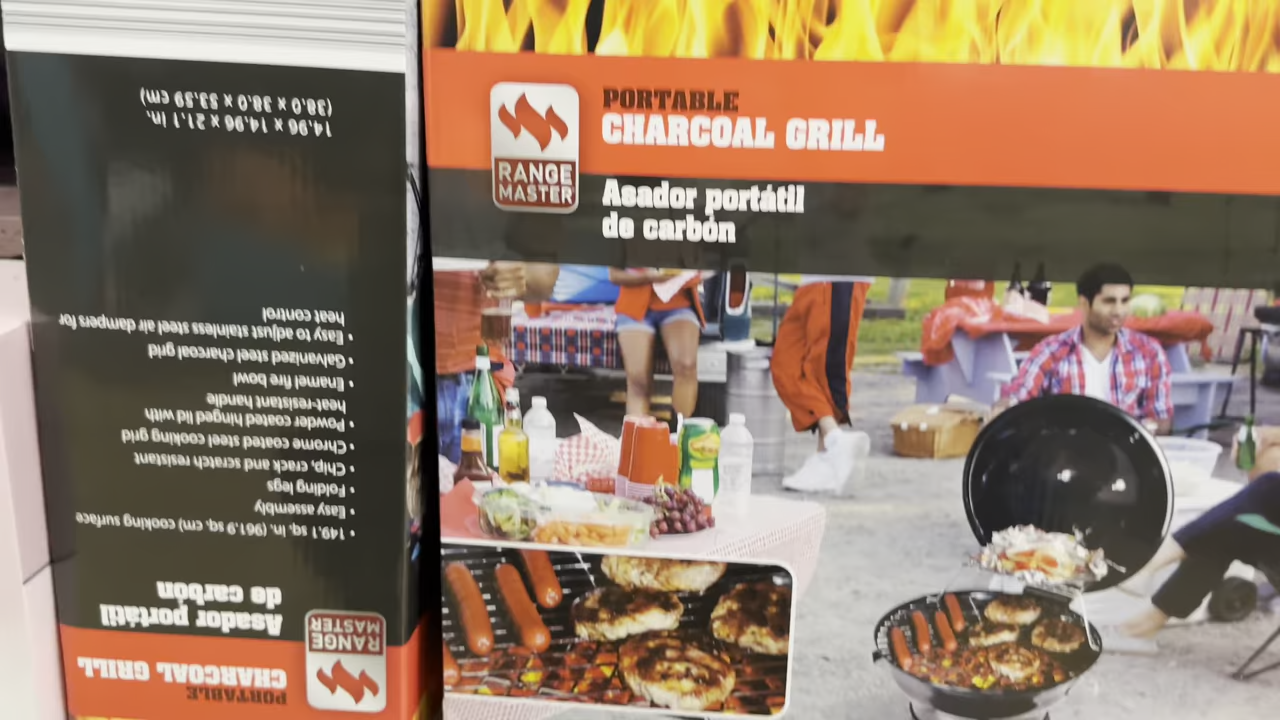 PORTABLE
CHARCOAL GRILL
RANGE
MASTER
Asador portátil
de carbón
PORTABLE
CHARCOAL GRILL
RANGE
MASTER
Asador portátil
de carbón
• 149.1 sq. in. (961.9 sq. cm) cooking surface
• Easy assembly
• Folding legs
• Chip, crack and scratch resistant
• Chrome coated steel cooking grid
• Powder coated hinged lid with
heat-resistant handle
• Enamel fire bowl
• Galvanized steel charcoal grid
• Easy to adjust stainless steel air dampers for
heat control
14.96 x 14.96 x 21.1 in.
(38.0 x 38.0 x 53.59 cm)